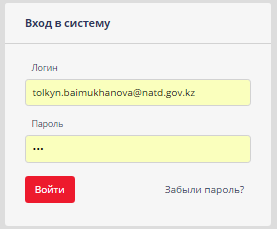 Вход в систему
Логин
tolkyn.baimukhanova@natd.gov.kz
Пароль
•••
Войти
Забыли пароль?